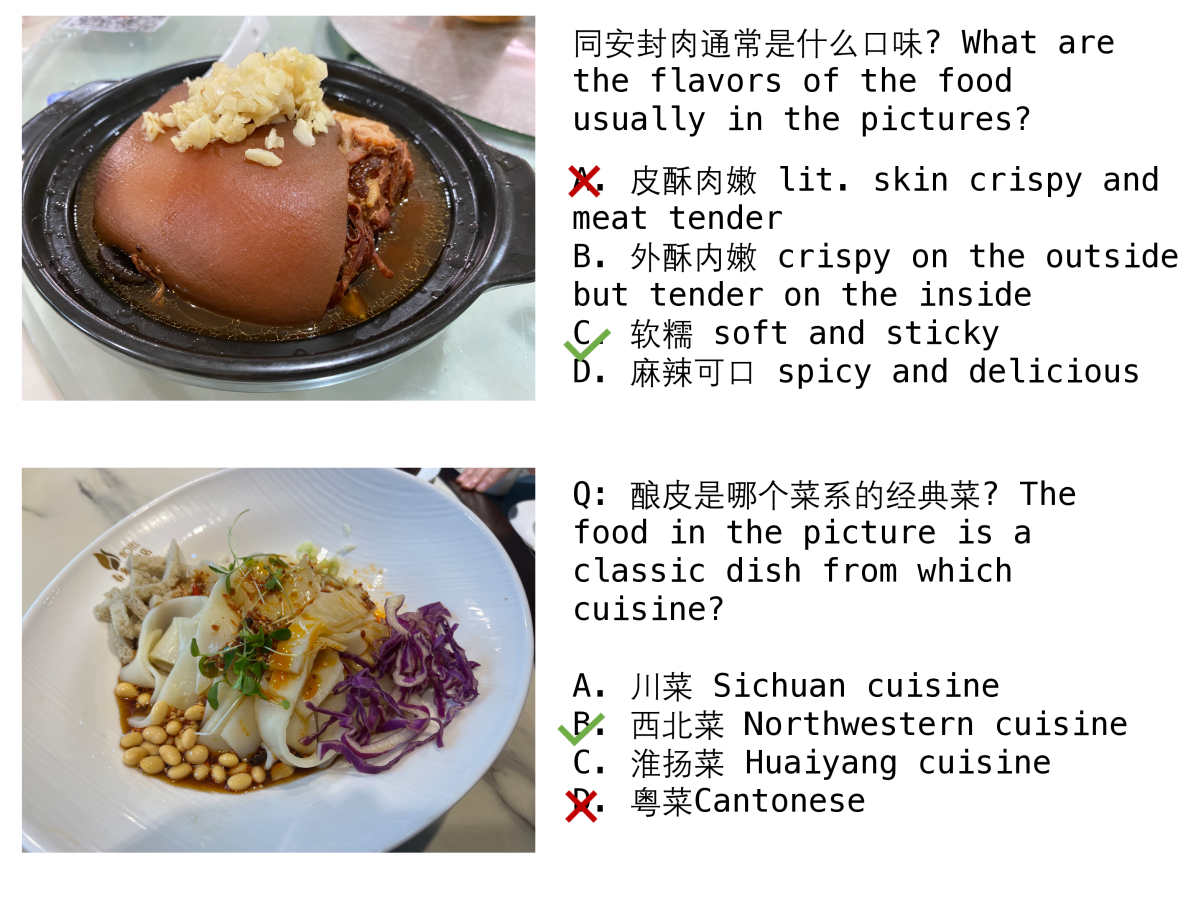 同安封肉通常是什么口味? What are
the flavors of the food
usually in the pictures?
A. 皮酥肉嫩 lit. skin crispy and
meat tender
B. 外酥内嫩 crispy on the outside
but tender on the inside
C. 软糯 soft and sticky
D. 麻辣可口 spicy and delicious
Q: 酿皮是哪个菜系的经典菜? The
food in the picture is a
classic dish from which
cuisine?
A. 川菜 Sichuan cuisine
B. 西北菜 Northwestern cuisine
C. 淮扬菜 Huaiyang cuisine
D. 粤菜Cantonese